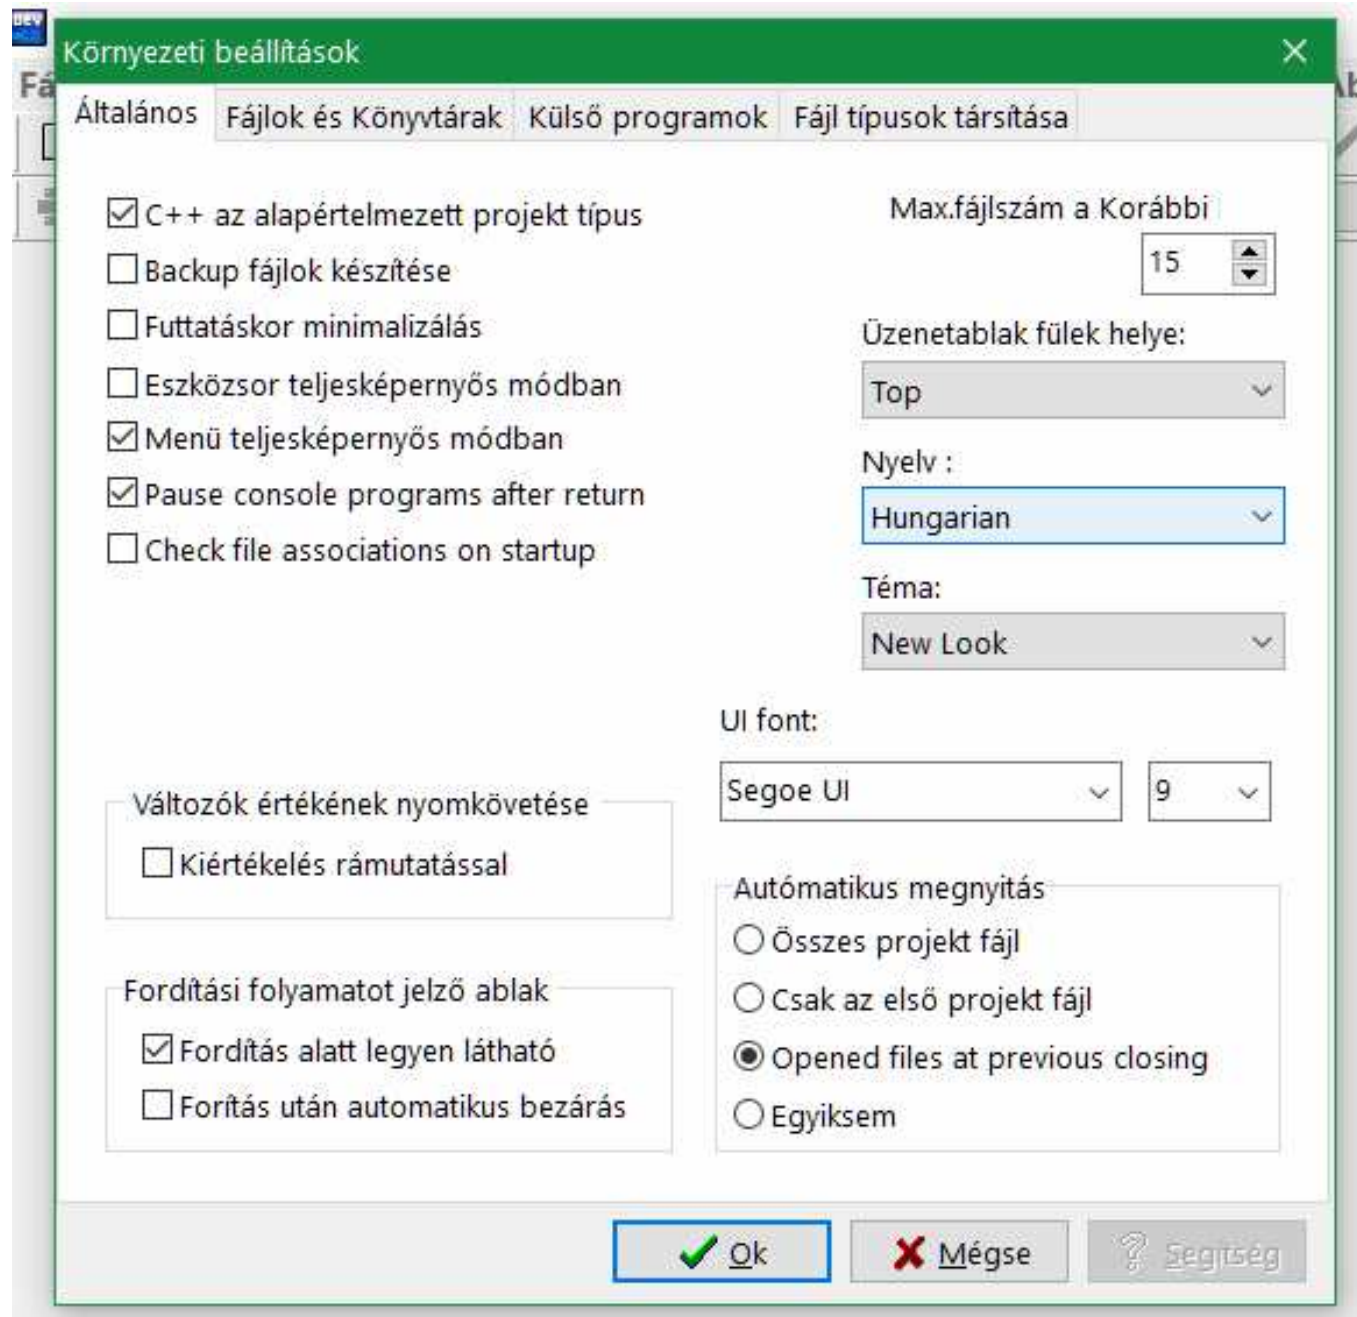 DEV
Környezeti beállítások
Fá
Általános Fájlok és Könyvtárak Külső programok Fájl típusok társítása
C++ az alapértelmezett projekt típus
Backup fájlok készítése
Futtatáskor minimalizálás
Eszközsor teljesképernyős módban
Menü teljesképernyős módban
Pause console programs after return
Check file associations on startup
Max.fájlszám a Korábbi
15
Üzenetablak fülek helye:
Top
Nyelv :
Hungarian
Téma:
New Look
UI font:
Segoe UI 9
Változók értékének nyomkövetése
Kiértékelés rámutatással
Fordítási folyamatot jelző ablak
Fordítás alatt legyen látható
Forítás után automatikus bezárás
Autómatikus megnyitás
Összes projekt fájl
Csak az első projekt fájl
Opened files at previous closing
Egyiksem
Ok Mégse Segítség